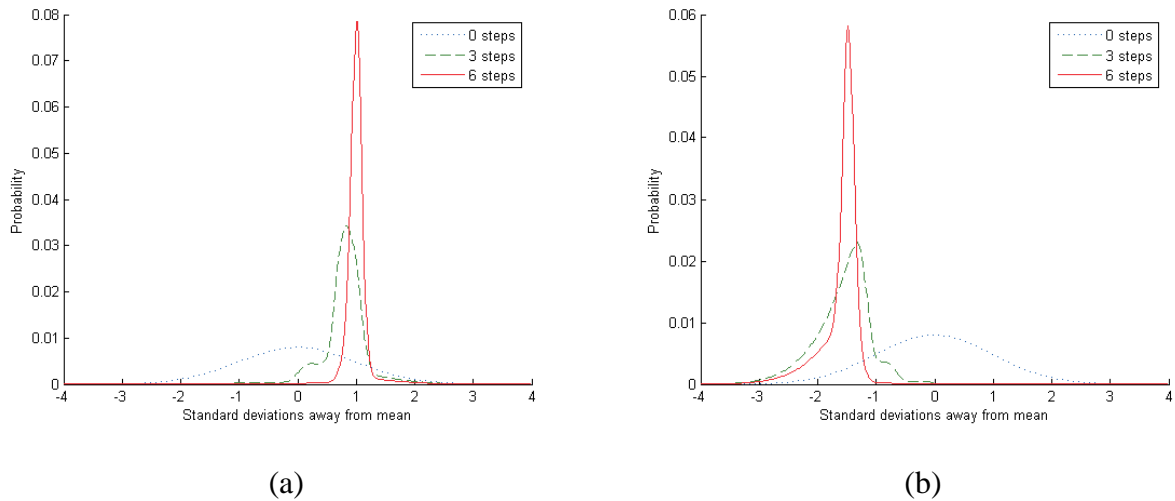 0.08
0.07
0.06
0.05
0.04
0.03
0.02
0.01
0
Probability
-4 -3 -2 -1 0 1 2 3 4
Standard deviations away from mean
0 steps
3 steps
6 steps
(a)
0.06
0.05
0.04
0.03
0.02
0.01
0
Probability
-4 -3 -2 -1 0 1 2 3 4
Standard deviations away from mean
0 steps
3 steps
6 steps
(b)